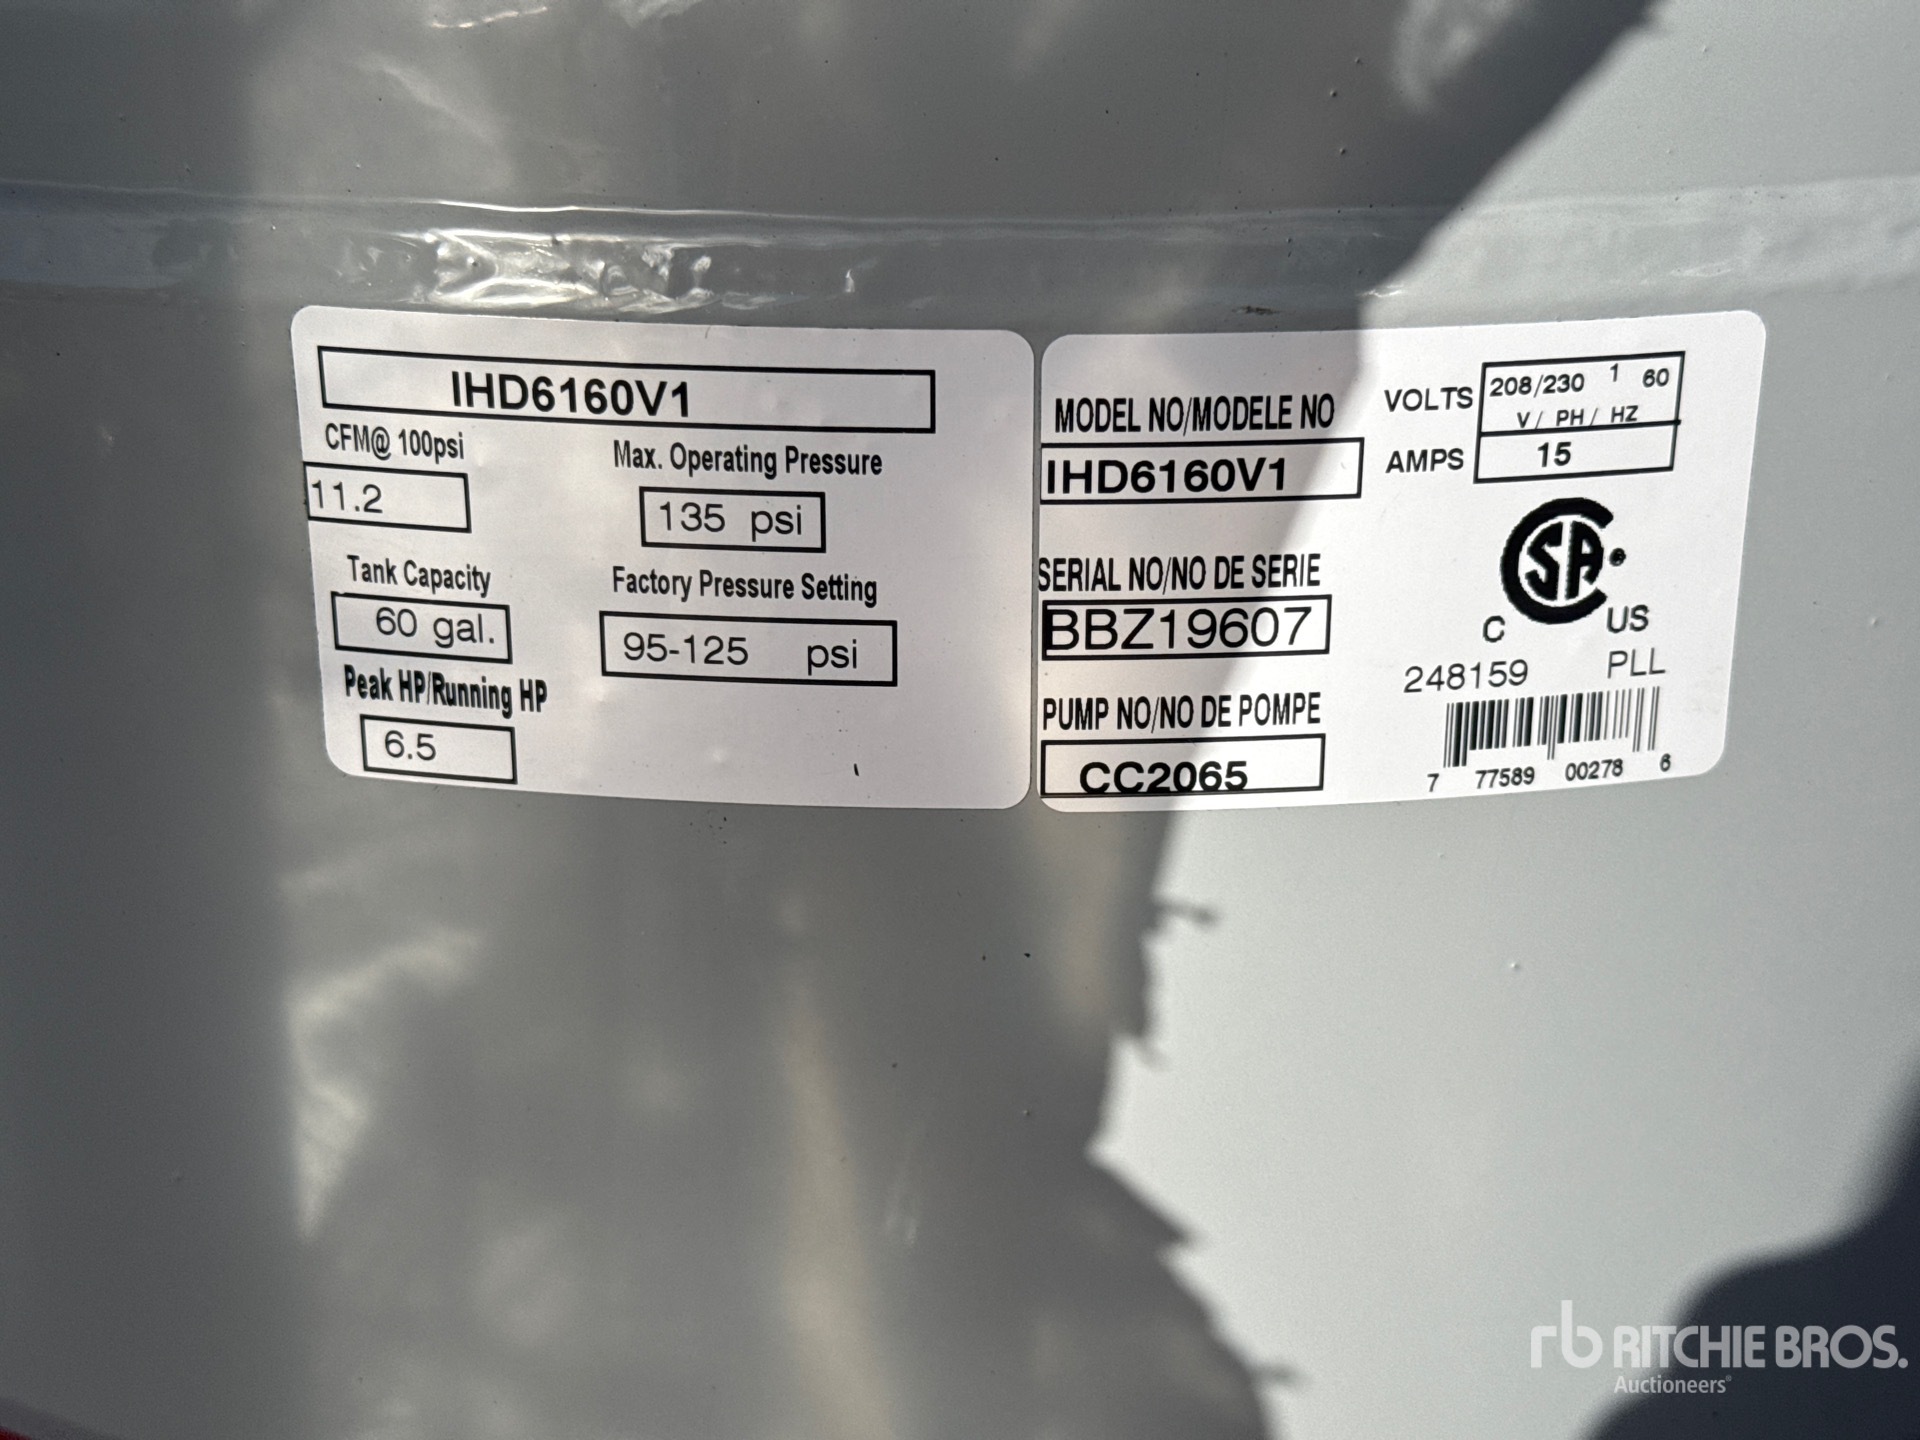 IHD6160V1
CFM@ 100psi
11.2
Max. Operating Pressure
135 psi
Tank Capacity
60 gal.
Factory Pressure Setting
95-125 psi
Peak HP/Running HP
6.5
MODEL NO/MODELE NO
IHD6160V1
VOLTS 208/230 1 60
V/ PH/ HZ
AMPS 15
SERIAL NO/NO DE SERIE
BBZ19607
PUMP NO/NO DE POMPE
CC2065
CSA®
C US
248159 PLL
7 77589 00278 6
rb RITCHIE BROS.
Auctioneers®